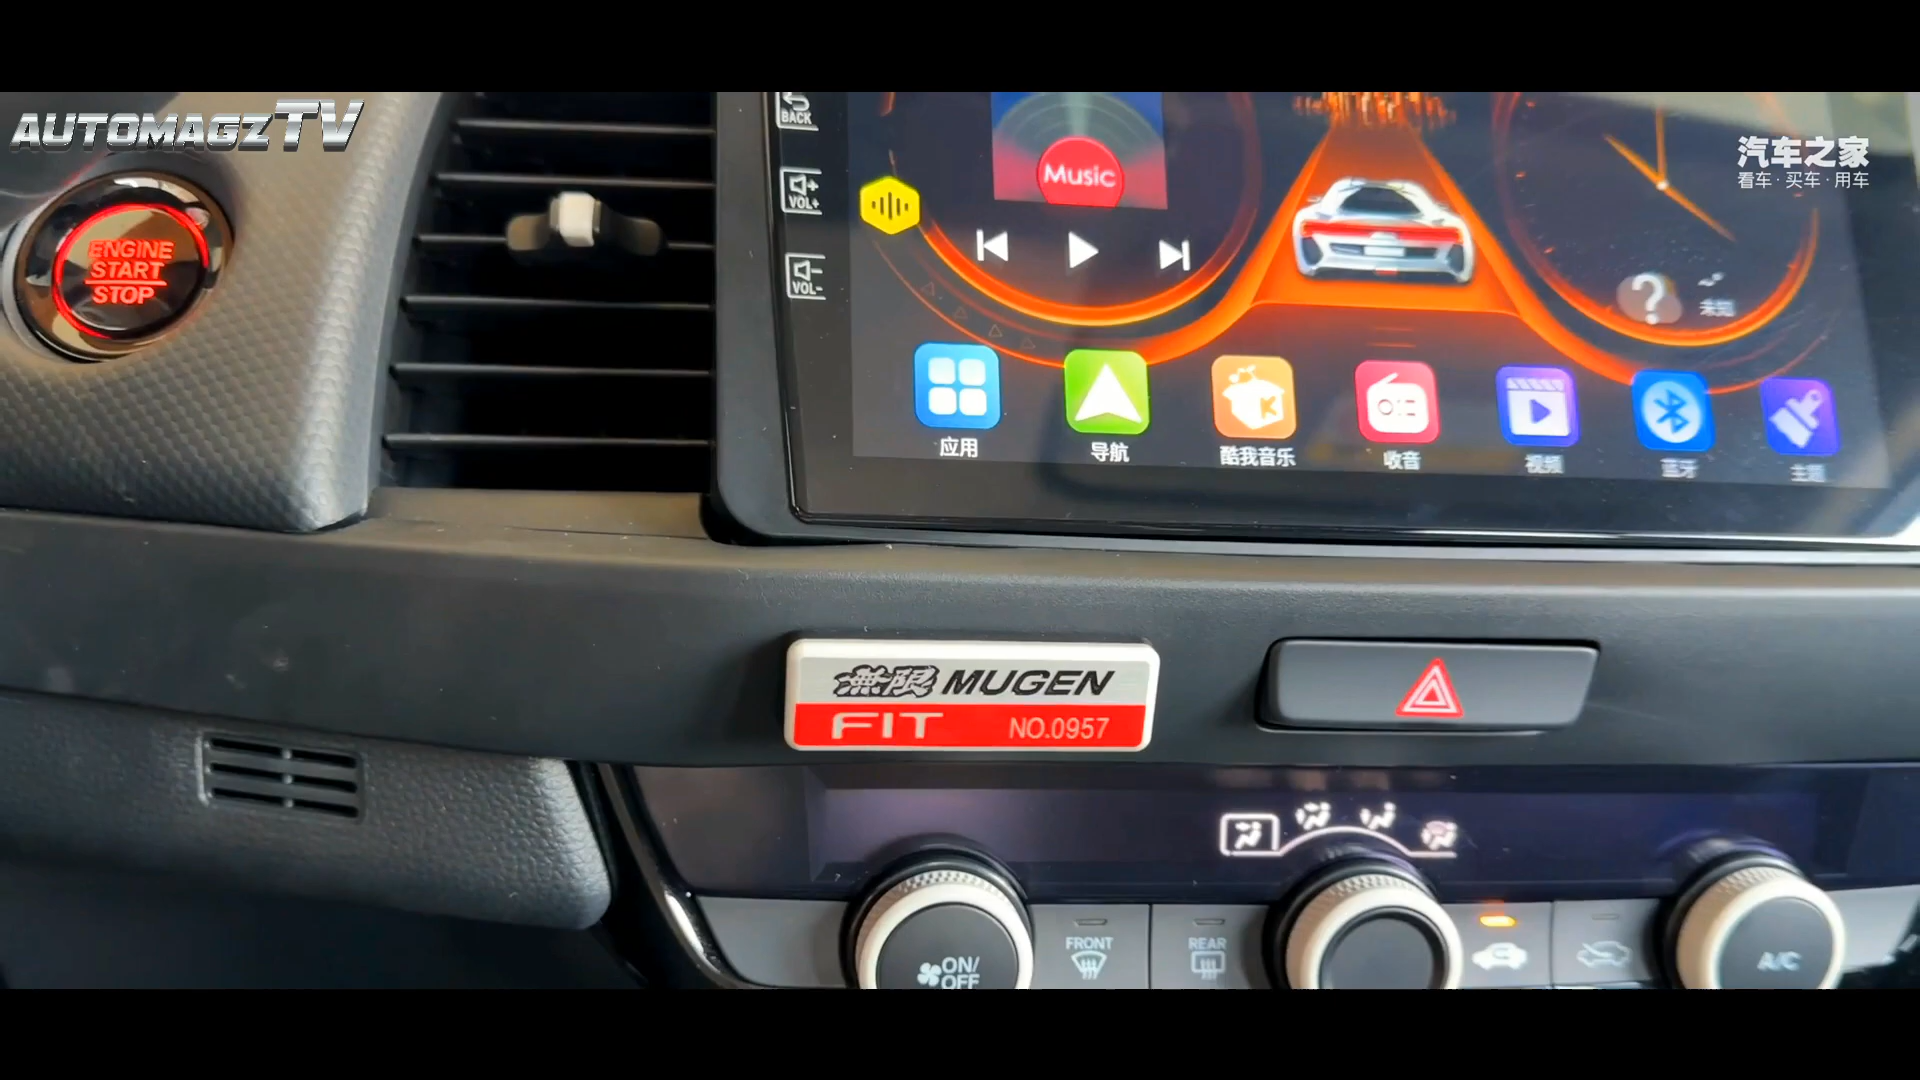 AUTOMAGZTV
汽车之家
看车·买车·用车
BACK
VOL+
VOL-
ENGINE
START
STOP
Music
未知
应用
导航
酷我音乐
收音
视频
蓝牙
主题
無限 MUGEN
FIT NO.0957
ON/
OFF
FRONT
REAR
A/C